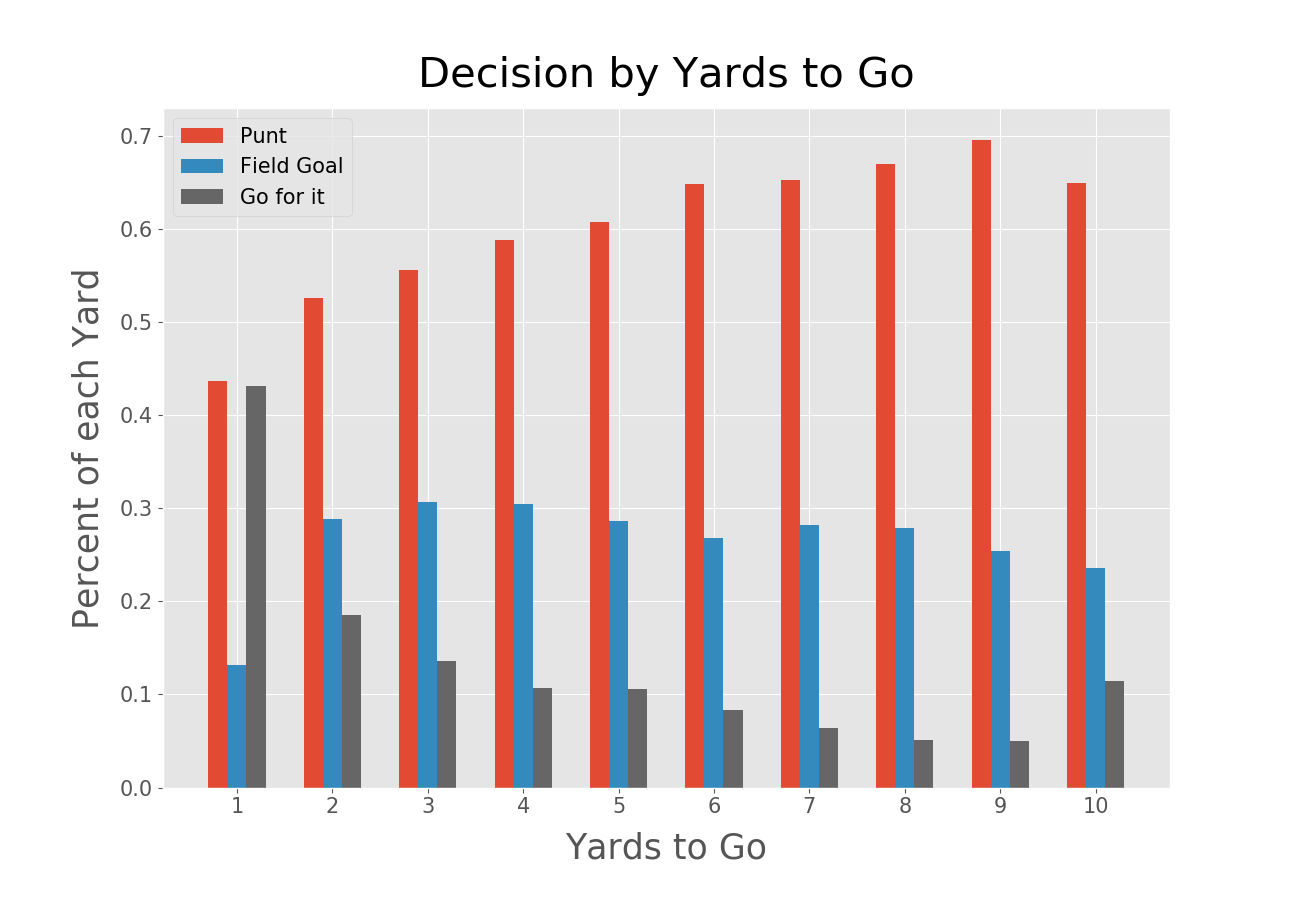 Decision by Yards to Go
Punt
Field Goal
Go for it
Percent of each Yard
0.7
0.6
0.5
0.4
0.3
0.2
0.1
0.0
1 2 3 4 5 6 7 8 9 10
Yards to Go